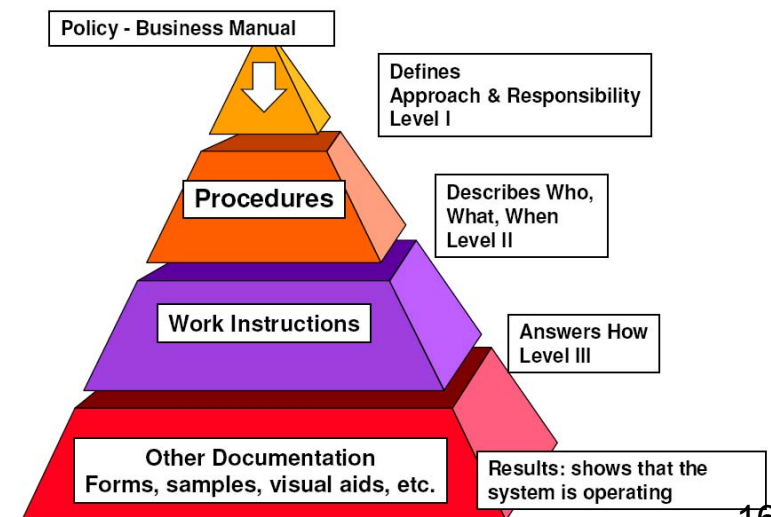 Policy - Business Manual
Defines
Approach & Responsibility
Level I
Procedures
Describes Who,
What, When
Level II
Work Instructions
Answers How
Level III
Other Documentation
Forms, samples, visual aids, etc.
Results: shows that the
system is operating
16